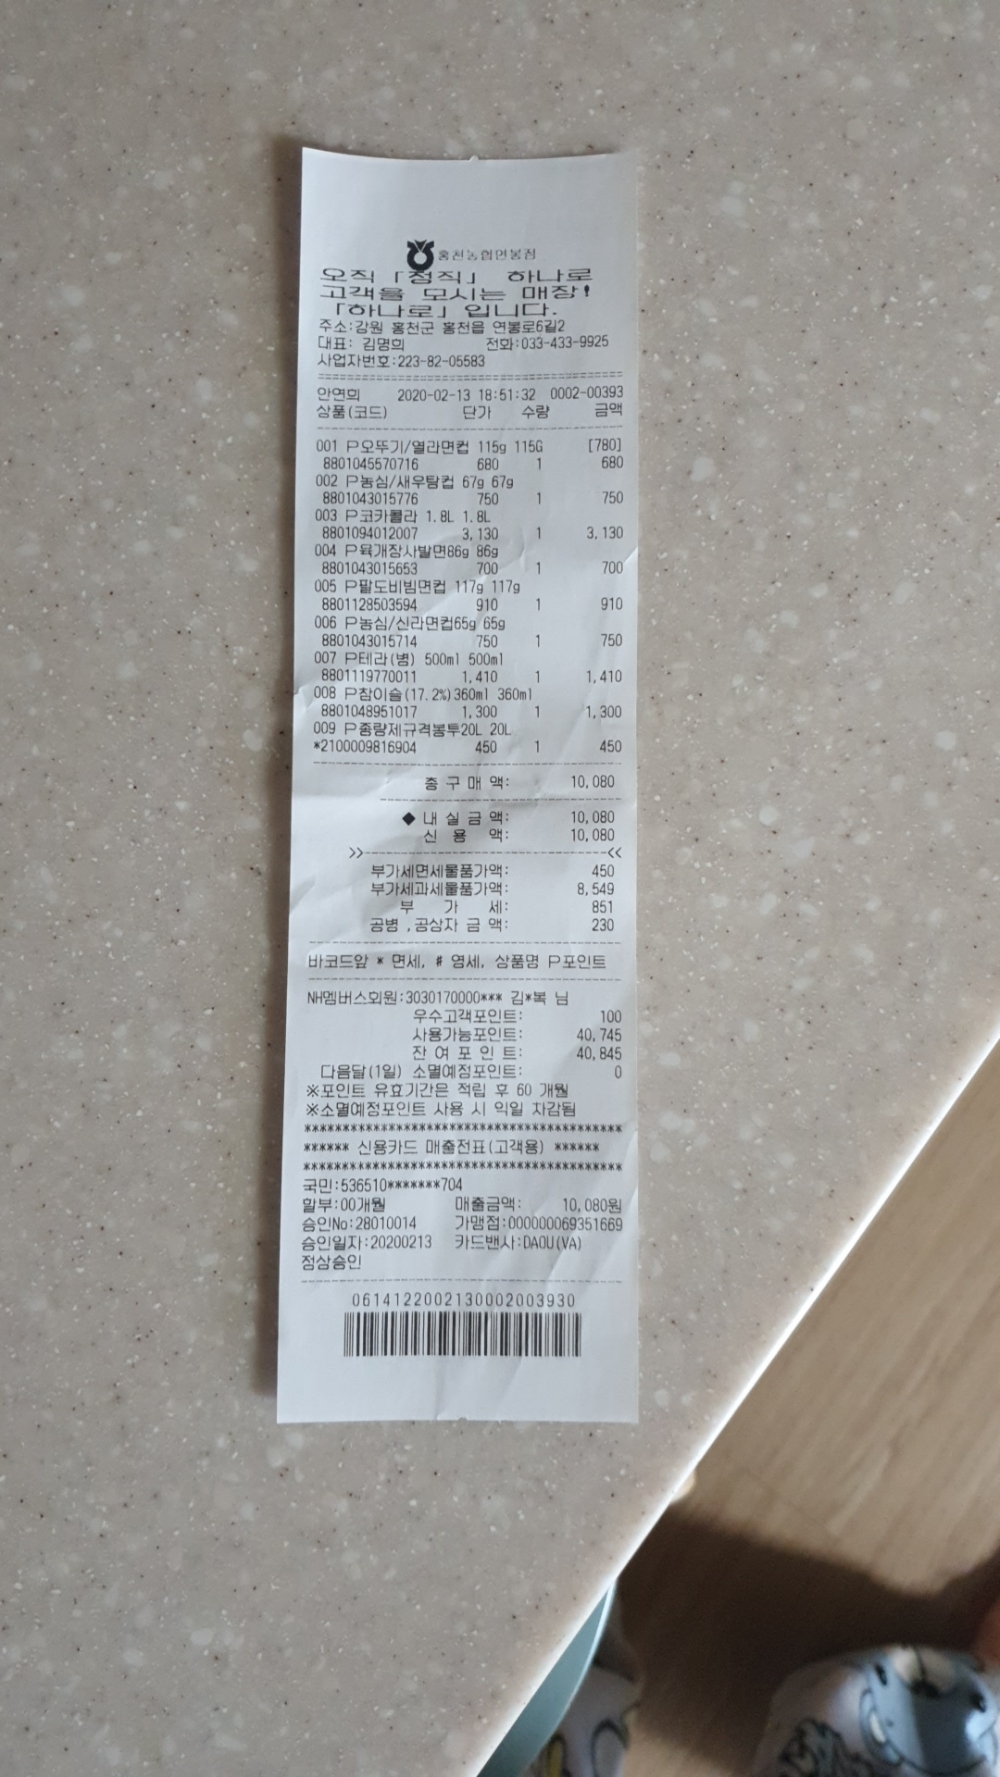 홍천농협연봉점
오직 「정직」 하나로
고객을 모시는 매장!
「하나로」입니다.
주소:강원 홍천군 홍천읍 연봉로6길2
대표: 김명희 전화:033-433-9925
사업자번호:223-82-05583
안연희 2020-02-13 18:51:32 0002-00393
상품(코드) 단가 수량 금액
001 P오뚜기/열라면컵 115g 115G [780]
8801045570716 680 1 680
002 P농심/새우탕컵 67g 67g
8801043015776 750 1 750
003 P코카콜라 1.8L 1.8L
8801094012007 3,130 1 3,130
004 P육개장사발면86g 86g
8801043015653 700 1 700
005 P팔도비빔면컵 117g 117g
8801128503594 910 1 910
006 P농심/신라면컵65g 65g
8801043015714 750 1 750
007 P테라(병) 500ml 500ml
8801119770011 1,410 1 1,410
008 P참이슬(17.2%)360ml 360ml
8801048951017 1,300 1 1,300
009 P종량제규격봉투20L 20L
*2100009816904 450 1 450
총 구 매 액: 10,080
◆ 내 실 금 액: 10,080
신 용 액: 10,080
>>------------------------------<<
부가세면세물품가액: 450
부가세과세물품가액: 8,549
부 가 세: 851
공병,공상자 금 액: 230
바코드앞 * 면세, # 영세, 상품명 P포인트
NH멤버스회원:3030170000*** 김*복 님
우수고객포인트: 100
사용가능포인트: 40,745
잔 여 포 인 트: 40,845
다음달(1일) 소멸예정포인트: 0
※포인트 유효기간은 적립 후 60 개월
※소멸예정포인트 사용 시 익일 차감됨
******************************************
****** 신용카드 매출전표(고객용) ******
******************************************
국민:536510*******704
할부:00개월 매출금액: 10,080원
승인No:28010014 가맹점:000000069351669
승인일자:20200213 카드밴사:DAOU(VA)
정상승인
06141220021300020039​30